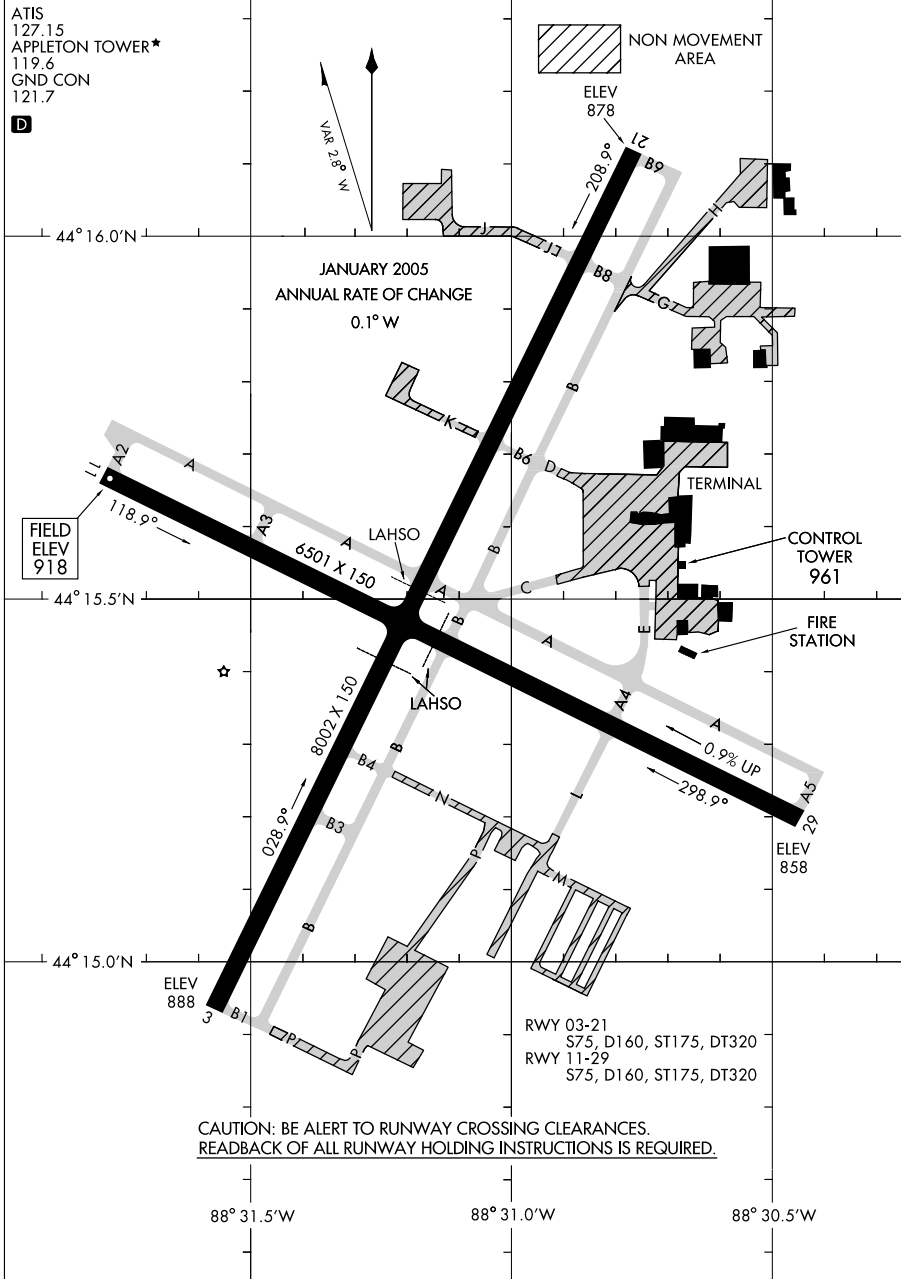 ATIS
127.15
APPLETON TOWER★
119.6
GND CON
121.7
D
NON MOVEMENT
AREA
ELEV
878
VAR 2.8° W
21
B9
208.9°
H
44°16.0'N
J
J1
JANUARY 2005
ANNUAL RATE OF CHANGE
0.1° W
B8
G
B
K
B6
D
TERMINAL
A2
A
11
118.9°
A3
A
LAHSO
B
FIELD
ELEV
918
6501 X 150
CONTROL
TOWER
961
44°15.5'N
A
C
B
A
E
FIRE
STATION
LAHSO
A4
A
8002 X 150
B
B4
0.9% UP
298.9°
A5
29
N
L
B3
028.9°
P
ELEV
858
M
B
44°15.0'N
ELEV
888
3
B1
P
P
RWY 03-21
S75, D160, ST175, DT320
RWY 11-29
S75, D160, ST175, DT320
CAUTION: BE ALERT TO RUNWAY CROSSING CLEARANCES.
READBACK OF ALL RUNWAY HOLDING INSTRUCTIONS IS REQUIRED.
88°31.5'W
88°31.0'W
88°30.5'W